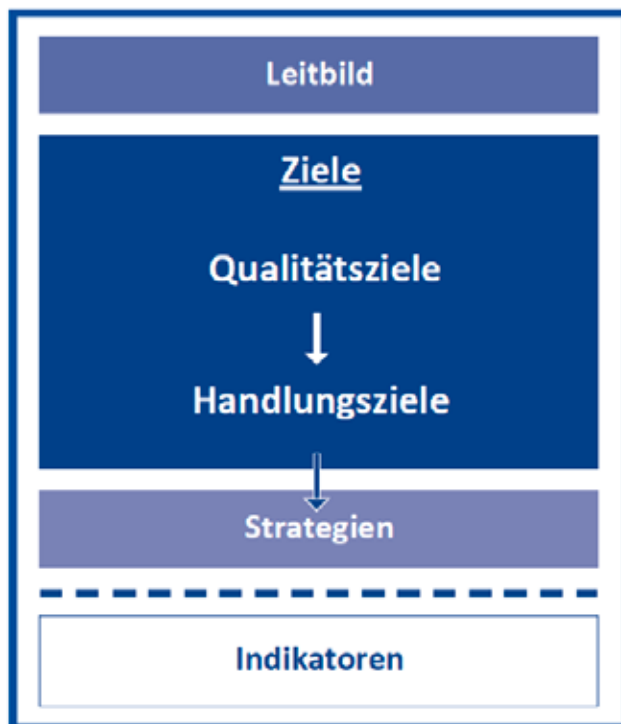 Leitbild
Ziele
Qualitätsziele
Handlungsziele
Strategien
Indikatoren